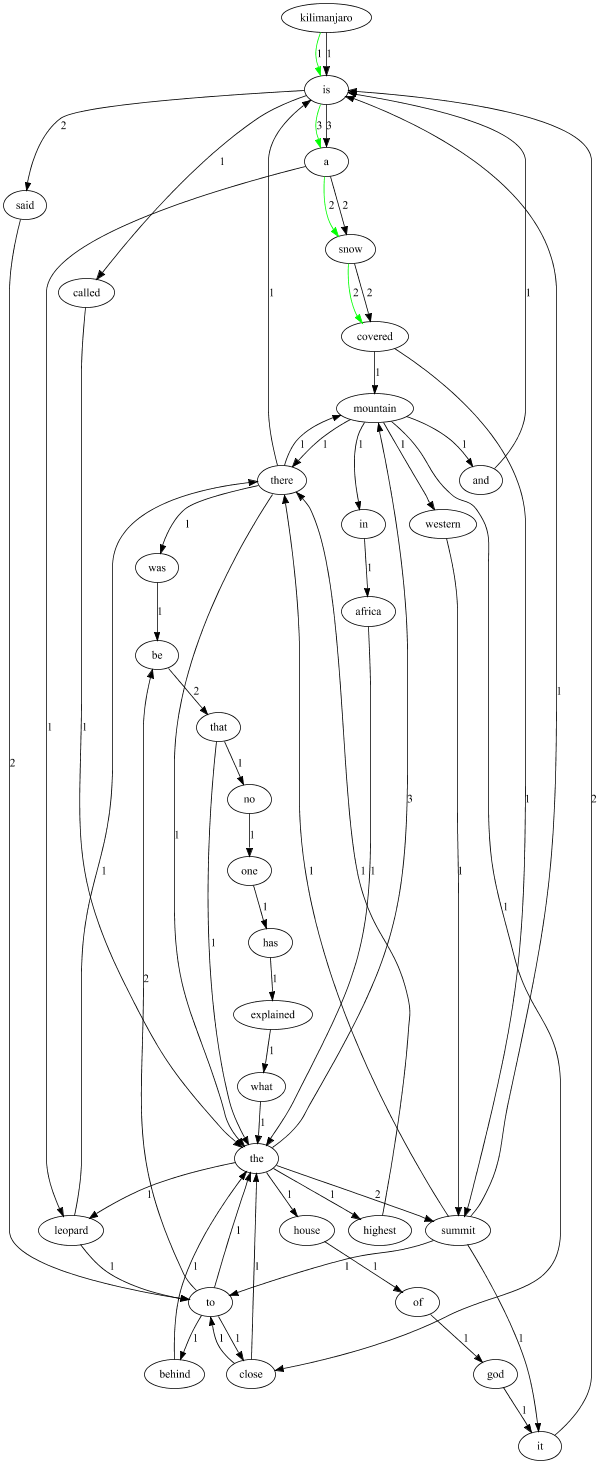 kilimanjaro
1 1
is
2 1 3 3
a
said
2 2
snow
called
1 2 2
covered
1
mountain
1 1 1 1 1
there
and
1
in
western
was
1
1
africa
be
2
that
1 1
2 1 1
no
1 3 1
one
1 1 1 1
has
1 1
2 1
explained
1
what
1
the
1 1 1 2
leopard
house
highest
summit
1 1 1 1 1
1
to
of
1 1 1 1 1
behind
close
god
1
it
2